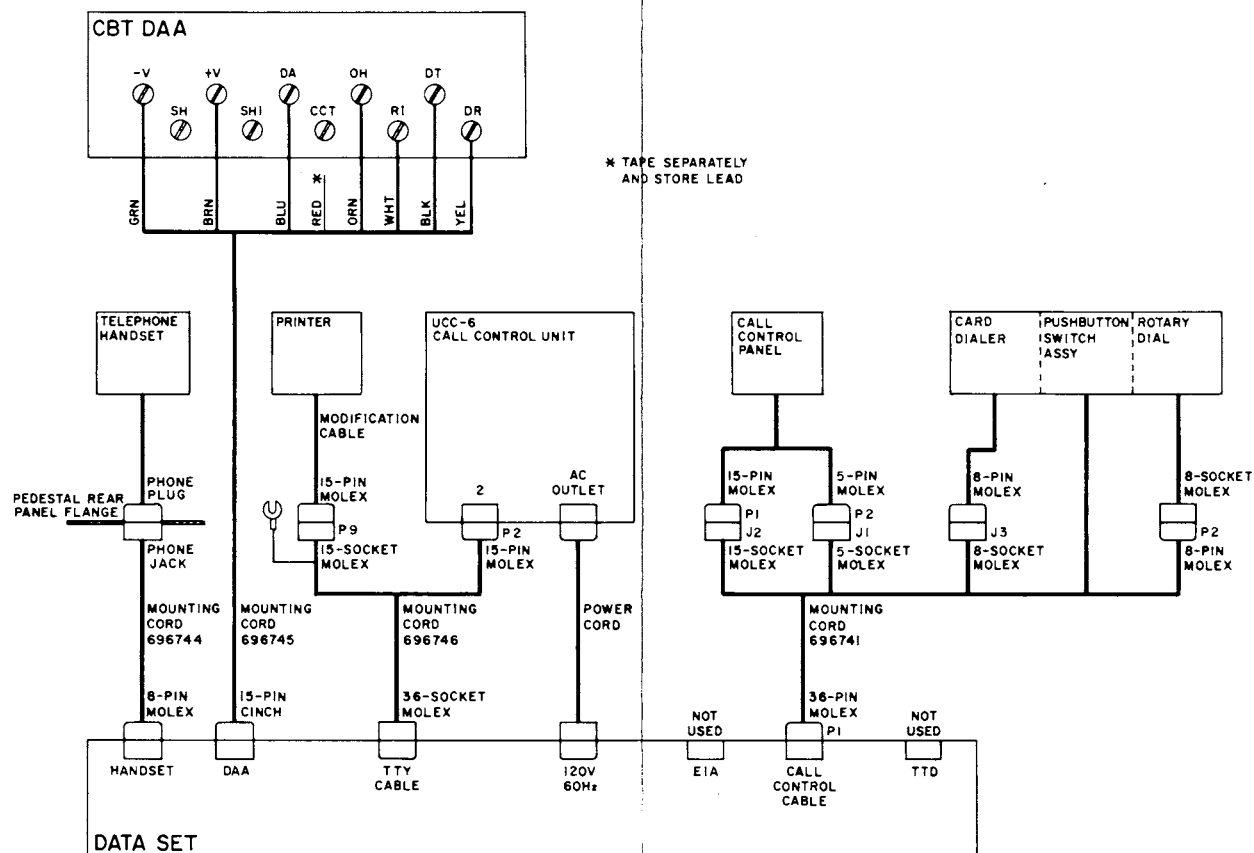 CBT DAA
-V
+V
DA
OH
DT
SH
SHI
CCT
RI
DR
* TAPE SEPARATELY
AND STORE LEAD
*
GRN
BRN
BLU
RED
ORN
WHT
BLK
YEL
TELEPHONE
HANDSET
PRINTER
UCC-6
CALL CONTROL UNIT
CALL
CONTROL
PANEL
CARD
DIALER
PUSHBUTTON
SWITCH
ASSY
ROTARY
DIAL
MODIFICATION
CABLE
PHONE
PLUG
15-PIN
MOLEX
2
AC
OUTLET
15-PIN
MOLEX
5-PIN
MOLEX
8-PIN
MOLEX
8-SOCKET
MOLEX
PEDESTAL REAR
PANEL FLANGE
P9
P2
P1
J2
P2
J1
J3
P2
PHONE
JACK
15-SOCKET
MOLEX
15-PIN
MOLEX
15-SOCKET
MOLEX
5-SOCKET
MOLEX
8-SOCKET
MOLEX
8-PIN
MOLEX
MOUNTING
CORD
696744
MOUNTING
CORD
696745
MOUNTING
CORD
696746
POWER
CORD
MOUNTING
CORD
696741
8-PIN
MOLEX
15-PIN
CINCH
36-SOCKET
MOLEX
NOT
USED
36-PIN
MOLEX
P1
NOT
USED
HANDSET
DAA
TTY
CABLE
120V
60Hz
EIA
CALL
CONTROL
CABLE
TTD
DATA SET